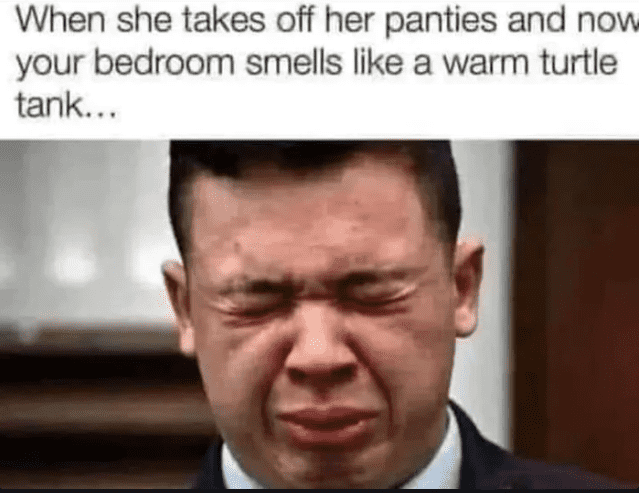 When she takes off her panties and now
your bedroom smells like a warm turtle
tank...